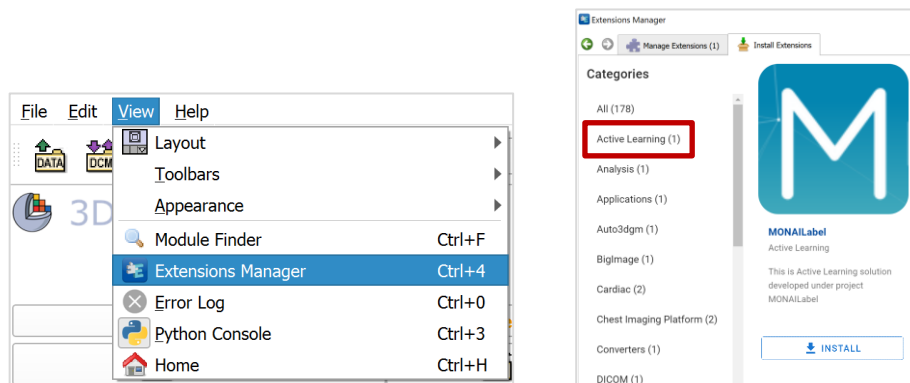 File Edit View Help
DATA DCM
3D
Layout
Toolbars
Appearance
Module Finder Ctrl+F
Extensions Manager Ctrl+4
Error Log Ctrl+0
Python Console Ctrl+3
Home Ctrl+H
Extensions Manager
Manage Extensions (1) Install Extensions
Categories
All (178)
Active Learning (1)
Analysis (1)
Applications (1)
Auto3dgm (1)
BigImage (1)
Cardiac (2)
Chest Imaging Platform (2)
Converters (1)
DICOM (1)
M
MONAILabel
Active Learning
This is Active Learning solution
developed under project
MONAILabel
INSTALL